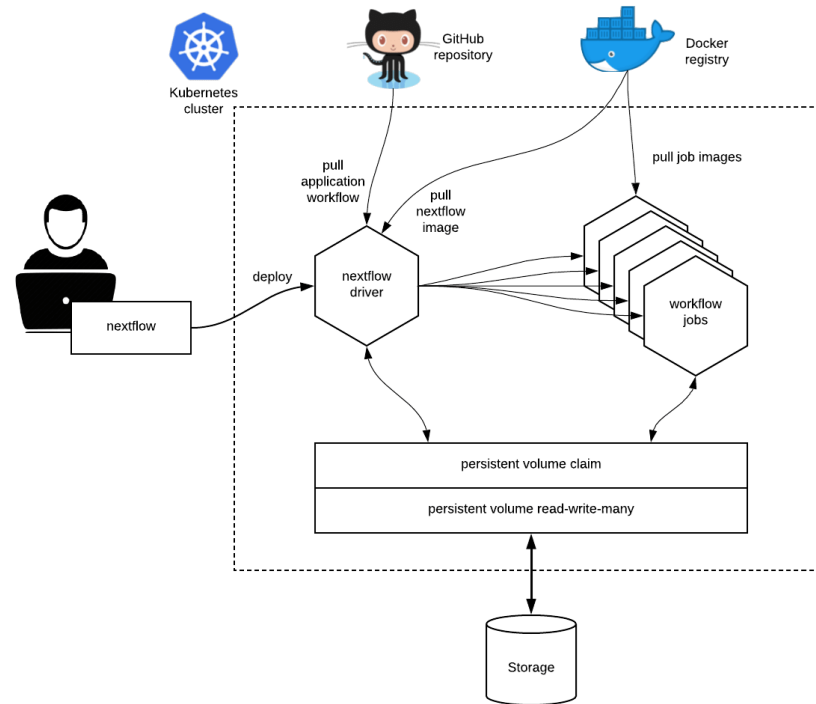 GitHub
repository
Docker
registry
Kubernetes
cluster
pull
application
workflow
pull
nextflow
image
pull job images
deploy
nextflow
driver
workflow
jobs
nextflow
persistent volume claim
persistent volume read-write-many
Storage